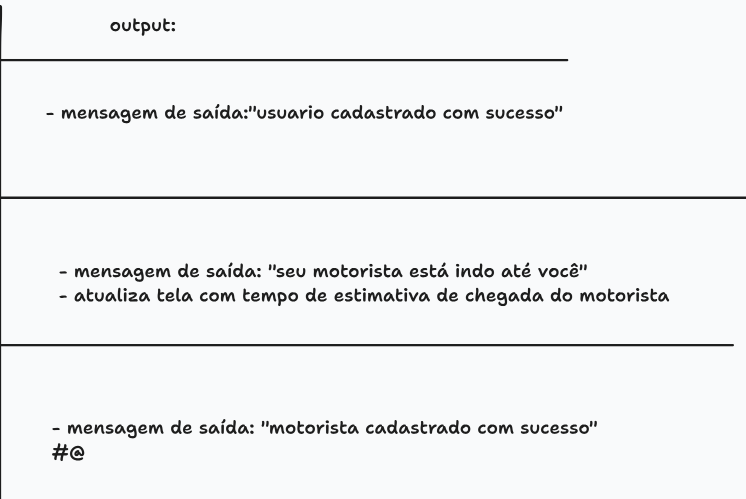 output:
- mensagem de saída:"usuario cadastrado com sucesso"
- mensagem de saída: "seu motorista está indo até você"
- atualiza tela com tempo de estimativa de chegada do motorista
- mensagem de saída: "motorista cadastrado com sucesso"
#@